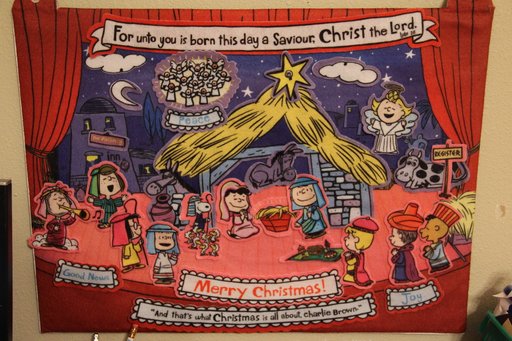 For unto you is born this day a Saviour, Christ the Lord.
Peace
REGISTER
Good News
Merry Christmas!
Joy
"And that's what Christmas is all about, Charlie Brown."